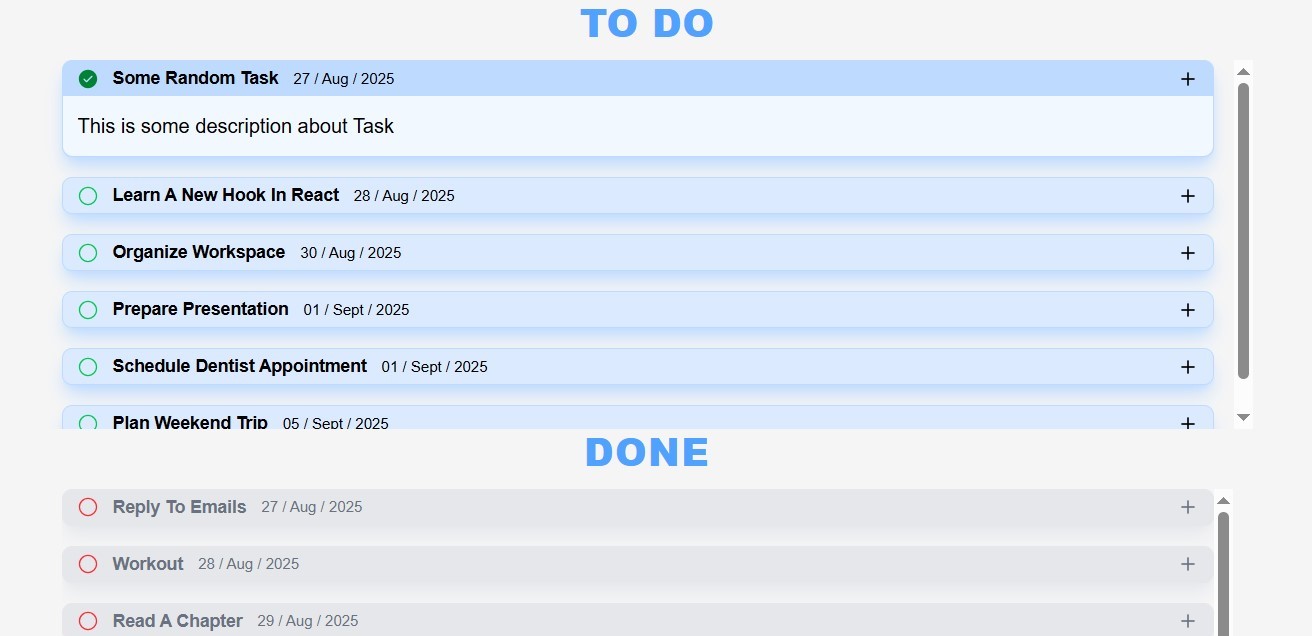 TO DO
Some Random Task 27 / Aug / 2025
This is some description about Task
Learn A New Hook In React 28 / Aug / 2025
Organize Workspace 30 / Aug / 2025
Prepare Presentation 01 / Sept / 2025
Schedule Dentist Appointment 01 / Sept / 2025
Plan Weekend Trip 05 / Sept / 2025
DONE
Reply To Emails 27 / Aug / 2025
Workout 28 / Aug / 2025
Read A Chapter 29 / Aug / 2025